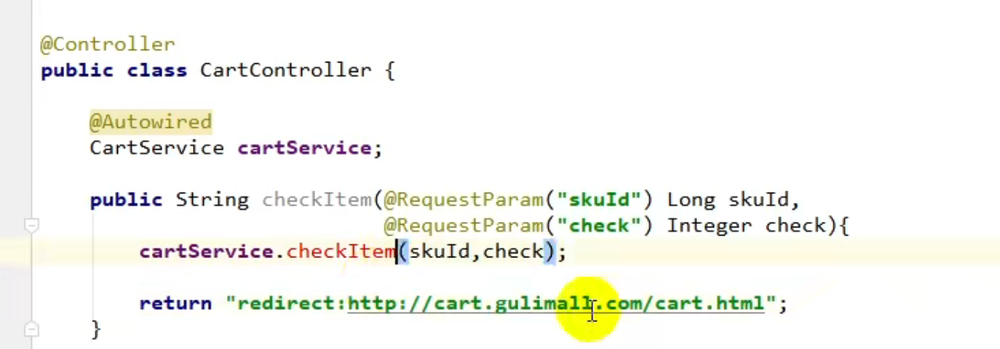 @Controller
public class CartController {
@Autowired
CartService cartService;
public String checkItem(@RequestParam("skuId") Long skuId,
@RequestParam("check") Integer check){
cartService.checkItem(skuId,check);
return "redirect:http://cart.gulimall.com/cart.html";
}